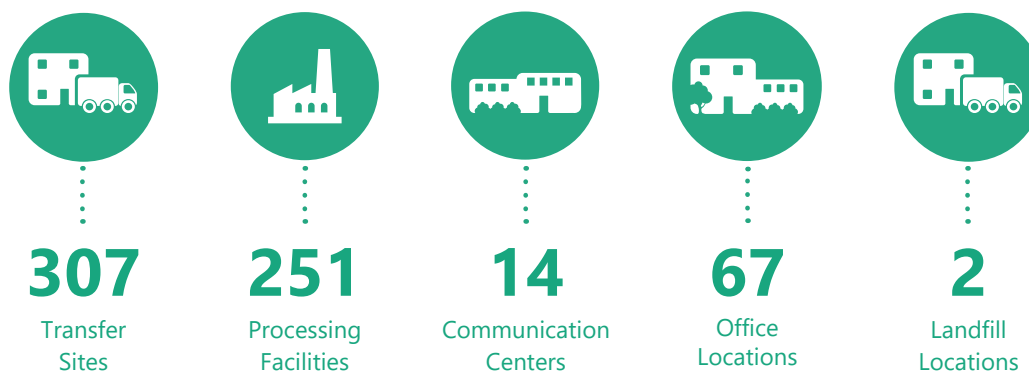 307
Transfer
Sites
251
Processing
Facilities
14
Communication
Centers
67
Office
Locations
2
Landfill
Locations